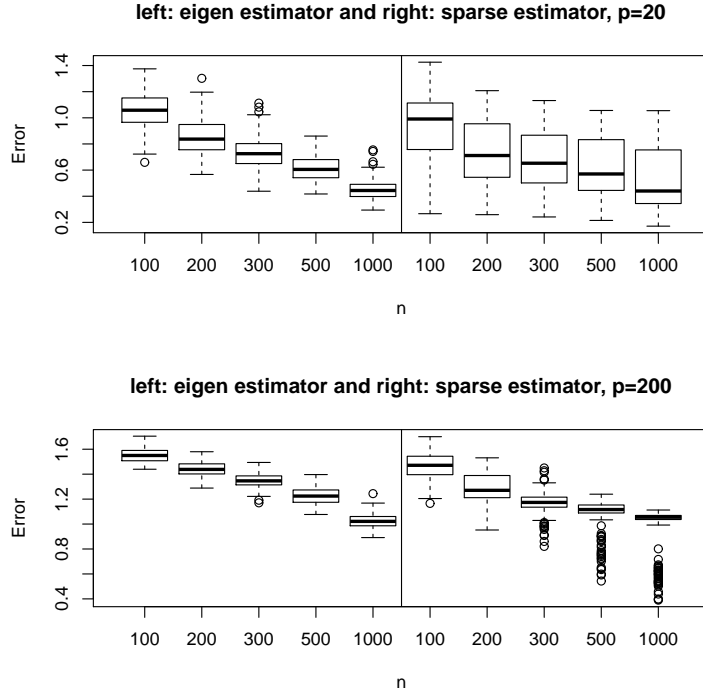 left: eigen estimator and right: sparse estimator, p=20
Error
1.4
1.0
0.6
0.2
100 200 300 500 1000 100 200 300 500 1000
n
left: eigen estimator and right: sparse estimator, p=200
Error
1.6
1.2
0.8
0.4
100 200 300 500 1000 100 200 300 500 1000
n